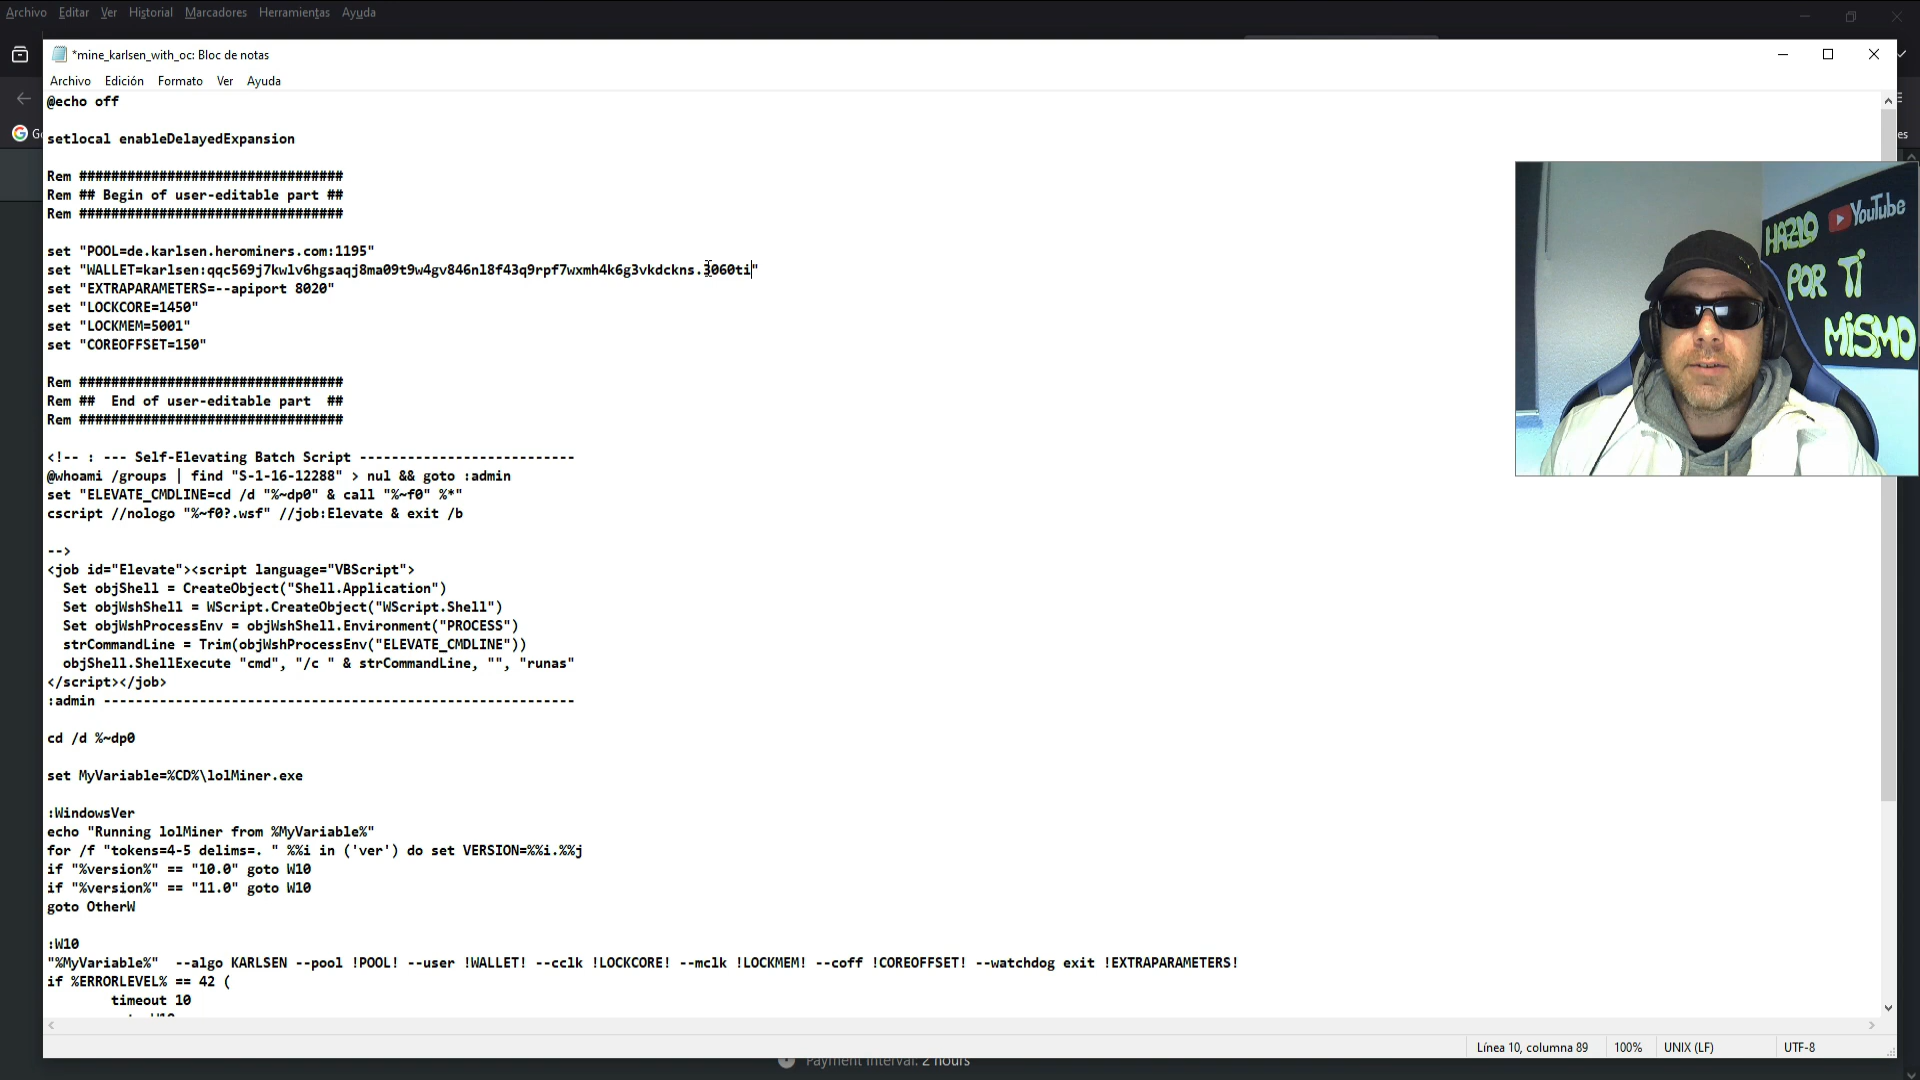 Archivo Editar Ver Historial Marcadores Herramientas Ayuda
*mine_karlsen_with_oc: Bloc de notas
Archivo Edición Formato Ver Ayuda
@echo off
setlocal enableDelayedExpansion
Rem #################################
Rem ## Begin of user-editable part ##
Rem #################################
set "POOL=de.karlsen.herominers.com:1195"
set "WALLET=karlsen:qqc569j7kwlv6hgsaqj8ma09t9w4gv846nl8f43q9rpf7wxmh4k6g3vkdckns.3060ti"
set "EXTRAPARAMETERS=--apiport 8020"
set "LOCKCORE=1450"
set "LOCKMEM=5001"
set "COREOFFSET=150"
Rem #################################
Rem ##  End of user-editable part  ##
Rem #################################
<!-- : --- Self-Elevating Batch Script ---------------------------
@whoami /groups | find "S-1-16-12288" > nul && goto :admin
set "ELEVATE_CMDLINE=cd /d "%~dp0" & call "%~f0" %*"
cscript //nologo "%~f0?.wsf" //job:Elevate & exit /b
-->
<job id="Elevate"><script language="VBScript">
  Set objShell = CreateObject("Shell.Application")
  Set objWshShell = WScript.CreateObject("WScript.Shell")
  Set objWshProcessEnv = objWshShell.Environment("PROCESS")
  strCommandLine = Trim(objWshProcessEnv("ELEVATE_CMDLINE"))
  objShell.ShellExecute "cmd", "/c " & strCommandLine, "", "runas"
</script></job>
:admin -----------------------------------------------------------
cd /d %~dp0
set MyVariable=%CD%\lolMiner.exe
:WindowsVer
echo "Running lolMiner from %MyVariable%"
for /f "tokens=4-5 delims=. " %%i in ('ver') do set VERSION=%%i.%%j
if "%version%" == "10.0" goto W10
if "%version%" == "11.0" goto W10
goto OtherW
:W10
"%MyVariable%"  --algo KARLSEN --pool !POOL! --user !WALLET! --cclk !LOCKCORE! --mclk !LOCKMEM! --coff !COREOFFSET! --watchdog exit !EXTRAPARAMETERS!
if %ERRORLEVEL% == 42 (
        timeout 10
Línea 10, columna 89 100% UNIX (LF) UTF-8
Payment Interval: 2 hours
YouTube
HAZLO
POR TI
MiSMO